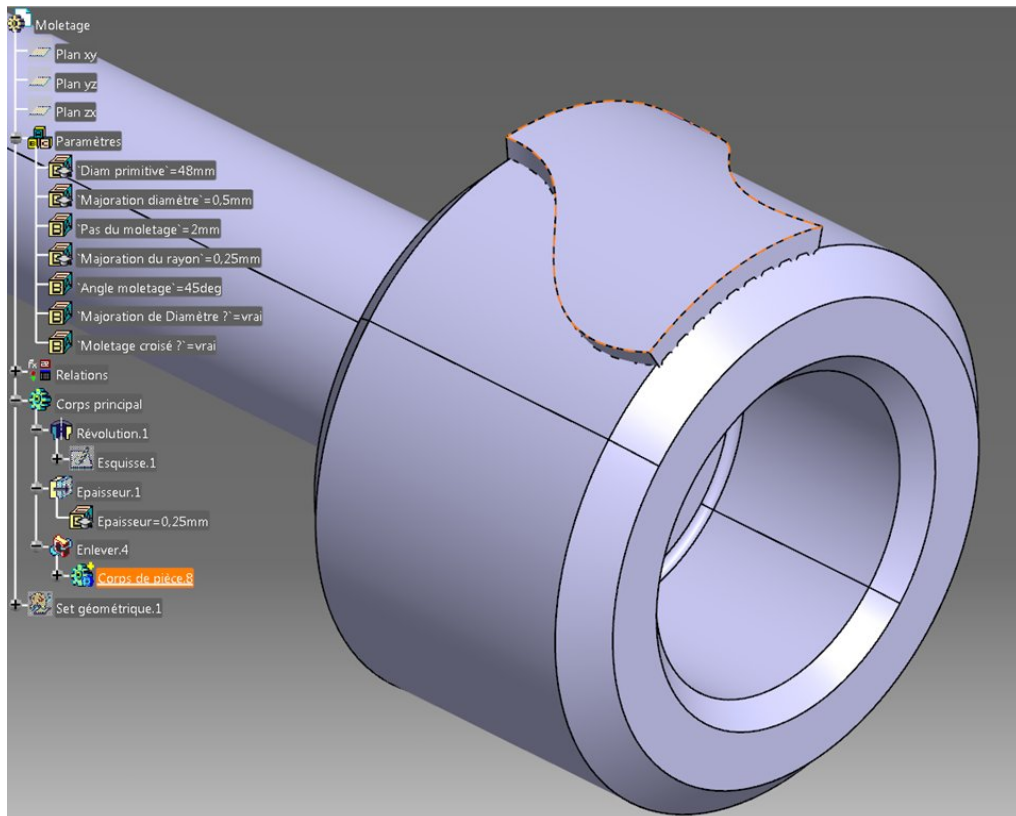 Moletage
Plan xy
Plan yz
Plan zx
Paramètres
`Diam primitive`=48mm
`Majoration diamètre`=0,5mm
`Pas du moletage`=2mm
`Majoration du rayon`=0,25mm
`Angle moletage`=45deg
`Majoration de Diamètre ?`=vrai
`Moletage croisé ?`=vrai
Relations
Corps principal
Révolution.1
Esquisse.1
Epaisseur.1
Epaisseur=0,25mm
Enlever.4
Corps de pièce.8
Set géométrique.1